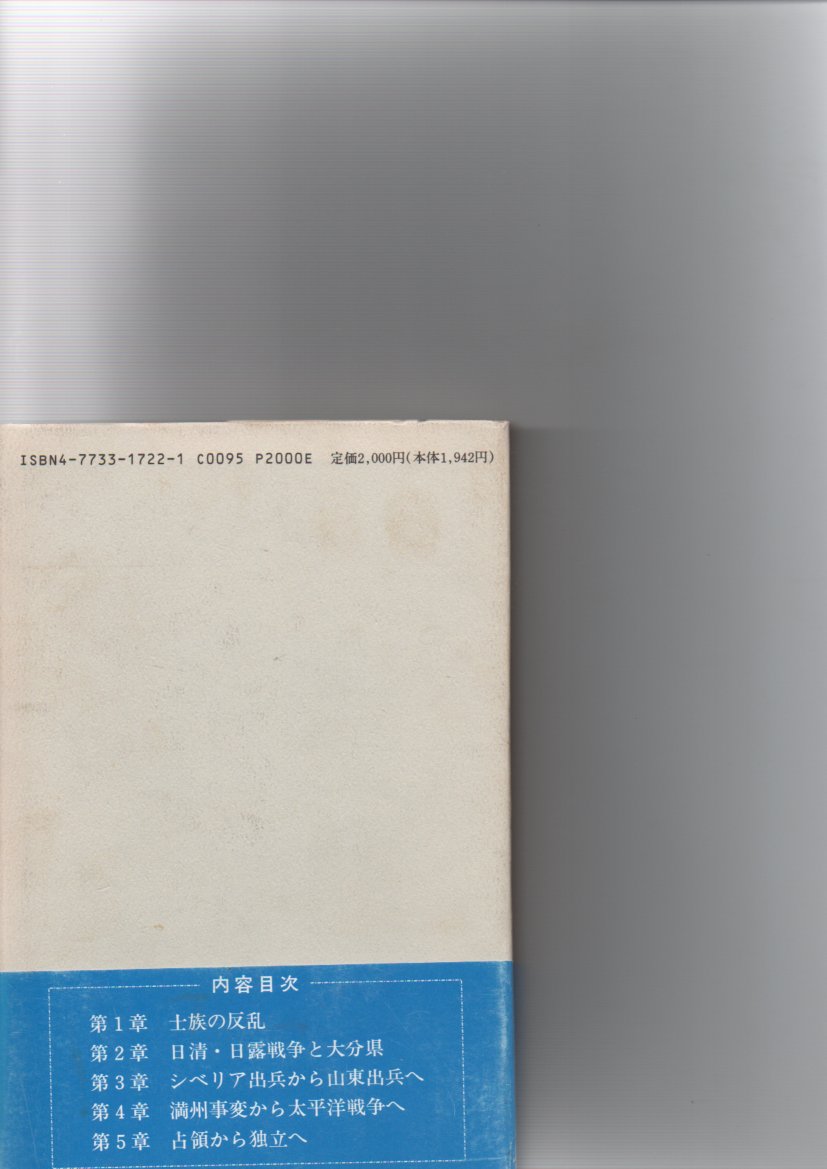 ISBN4-7733-1722-1 C0095 P2000E 定価2,000円(本体1,942円)
内容目次
第1章 士族の反乱
第2章 日清・日露戦争と大分県
第3章 シベリア出兵から山東出兵へ
第4章 満州事変から太平洋戦争へ
第5章 占領から独立へ